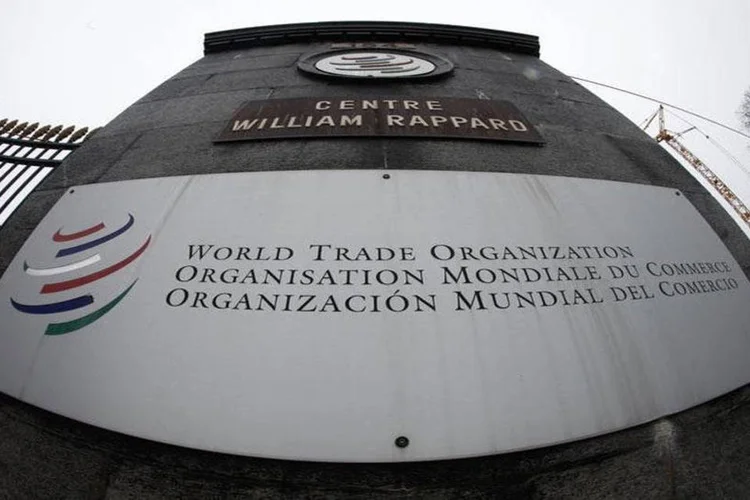 CENTRE
WILLIAM RAPPARD
WORLD TRADE ORGANIZATION
ORGANISATION MONDIALE DU COMMERCE
ORGANIZACIÓN MUNDIAL DEL COMERCIO